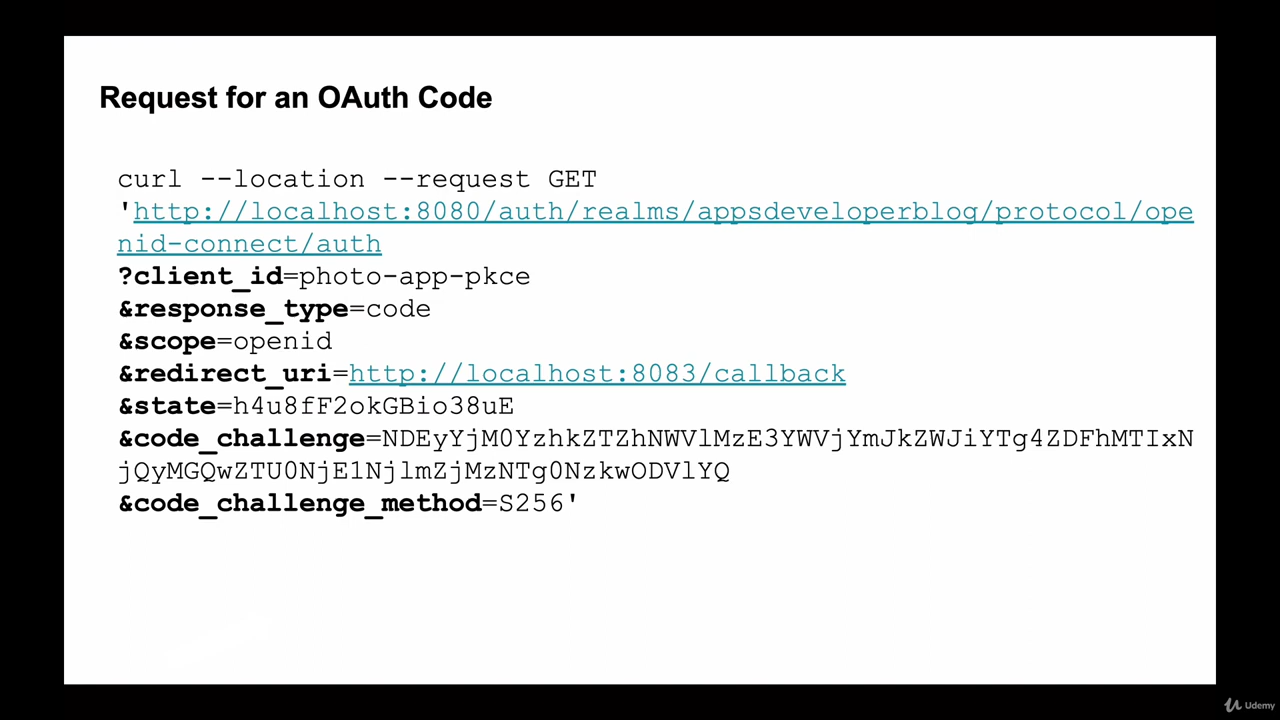 Request for an OAuth Code
curl --location --request GET
'http://localhost:8080/auth/realms/appsdeveloperblog/protocol/ope
nid-connect/auth
?client_id=photo-app-pkce
&response_type=code
&scope=openid
&redirect_uri=http://localhost:8083/callback
&state=h4u8fF2okGBio38uE
&code_challenge=NDEyYjM0YzhkZTZhNWVlMzE3YWVjYmJkZWJiYTg4ZDFhMTIxN
jQyMGQwZTU0NjE1NjlmZjMzNTg0NzkwODVlYQ
&code_challenge_method=S256'
Udemy